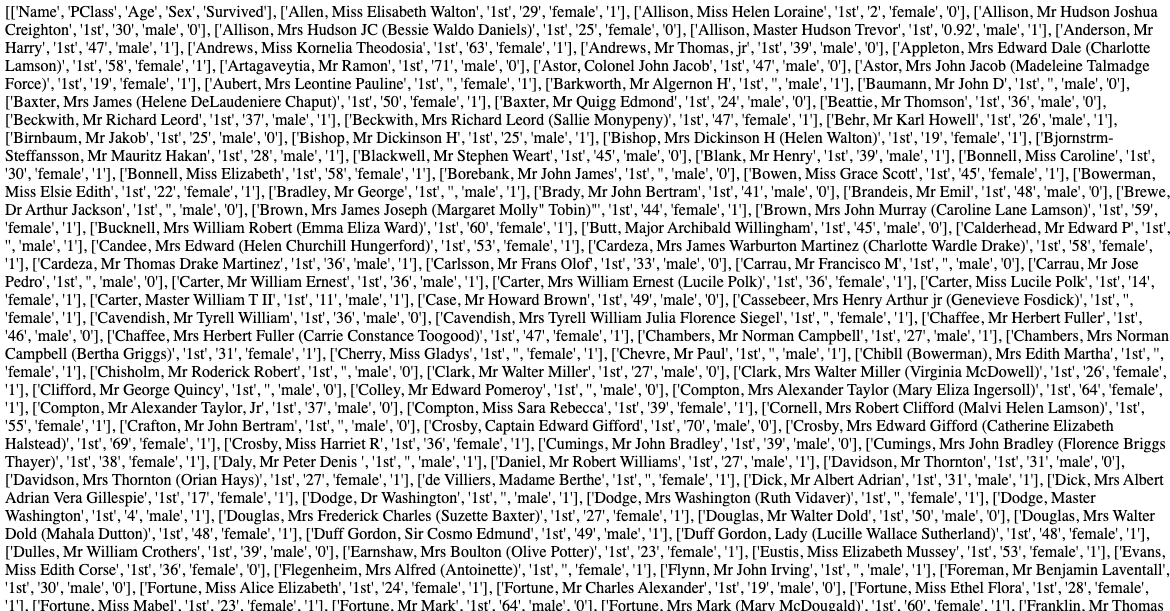 [['Name', 'PClass', 'Age', 'Sex', 'Survived'], ['Allen, Miss Elisabeth Walton', '1st', '29', 'female', '1'], ['Allison, Miss Helen Loraine', '1st', '2', 'female', '0'], ['Allison, Mr Hudson Joshua
Creighton', '1st', '30', 'male', '0'], ['Allison, Mrs Hudson JC (Bessie Waldo Daniels)', '1st', '25', 'female', '0'], ['Allison, Master Hudson Trevor', '1st', '0.92', 'male', '1'], ['Anderson, Mr
Harry', '1st', '47', 'male', '1'], ['Andrews, Miss Kornelia Theodosia', '1st', '63', 'female', '1'], ['Andrews, Mr Thomas, jr', '1st', '39', 'male', '0'], ['Appleton, Mrs Edward Dale (Charlotte
Lamson)', '1st', '58', 'female', '1'], ['Artagaveytia, Mr Ramon', '1st', '71', 'male', '0'], ['Astor, Colonel John Jacob', '1st', '47', 'male', '0'], ['Astor, Mrs John Jacob (Madeleine Talmadge
Force)', '1st', '19', 'female', '1'], ['Aubert, Mrs Leontine Pauline', '1st', '', 'female', '1'], ['Barkworth, Mr Algernon H', '1st', '', 'male', '1'], ['Baumann, Mr John D', '1st', '', 'male', '0'],
['Baxter, Mrs James (Helene DeLaudeniere Chaput)', '1st', '50', 'female', '1'], ['Baxter, Mr Quigg Edmond', '1st', '24', 'male', '0'], ['Beattie, Mr Thomson', '1st', '36', 'male', '0'],
['Beckwith, Mr Richard Leord', '1st', '37', 'male', '1'], ['Beckwith, Mrs Richard Leord (Sallie Monypeny)', '1st', '47', 'female', '1'], ['Behr, Mr Karl Howell', '1st', '26', 'male', '1'],
['Birnbaum, Mr Jakob', '1st', '25', 'male', '0'], ['Bishop, Mr Dickinson H', '1st', '25', 'male', '1'], ['Bishop, Mrs Dickinson H (Helen Walton)', '1st', '19', 'female', '1'], ['Bjornstrm-
Steffansson, Mr Mauritz Hakan', '1st', '28', 'male', '1'], ['Blackwell, Mr Stephen Weart', '1st', '45', 'male', '0'], ['Blank, Mr Henry', '1st', '39', 'male', '1'], ['Bonnell, Miss Caroline', '1st',
'30', 'female', '1'], ['Bonnell, Miss Elizabeth', '1st', '58', 'female', '1'], ['Borebank, Mr John James', '1st', '', 'male', '0'], ['Bowen, Miss Grace Scott', '1st', '45', 'female', '1'], ['Bowerman,
Miss Elsie Edith', '1st', '22', 'female', '1'], ['Bradley, Mr George', '1st', '', 'male', '1'], ['Brady, Mr John Bertram', '1st', '41', 'male', '0'], ['Brandeis, Mr Emil', '1st', '48', 'male', '0'], ['Brewe,
Dr Arthur Jackson', '1st', '', 'male', '0'], ['Brown, Mrs James Joseph (Margaret Molly" Tobin)"', '1st', '44', 'female', '1'], ['Brown, Mrs John Murray (Caroline Lane Lamson)', '1st', '59',
'female', '1'], ['Bucknell, Mrs William Robert (Emma Eliza Ward)', '1st', '60', 'female', '1'], ['Butt, Major Archibald Willingham', '1st', '45', 'male', '0'], ['Calderhead, Mr Edward P', '1st',
'', 'male', '1'], ['Candee, Mrs Edward (Helen Churchill Hungerford)', '1st', '53', 'female', '1'], ['Cardeza, Mrs James Warburton Martinez (Charlotte Wardle Drake)', '1st', '58', 'female',
'1'], ['Cardeza, Mr Thomas Drake Martinez', '1st', '36', 'male', '1'], ['Carlsson, Mr Frans Olof', '1st', '33', 'male', '0'], ['Carrau, Mr Francisco M', '1st', '', 'male', '0'], ['Carrau, Mr Jose
Pedro', '1st', '', 'male', '0'], ['Carter, Mr William Ernest', '1st', '36', 'male', '1'], ['Carter, Mrs William Ernest (Lucile Polk)', '1st', '36', 'female', '1'], ['Carter, Miss Lucile Polk', '1st', '14',
'female', '1'], ['Carter, Master William T II', '1st', '11', 'male', '1'], ['Case, Mr Howard Brown', '1st', '49', 'male', '0'], ['Cassebeer, Mrs Henry Arthur jr (Genevieve Fosdick)', '1st', '',
'female', '1'], ['Cavendish, Mr Tyrell William', '1st', '36', 'male', '0'], ['Cavendish, Mrs Tyrell William Julia Florence Siegel', '1st', '', 'female', '1'], ['Chaffee, Mr Herbert Fuller', '1st',
'46', 'male', '0'], ['Chaffee, Mrs Herbert Fuller (Carrie Constance Toogood)', '1st', '47', 'female', '1'], ['Chambers, Mr Norman Campbell', '1st', '27', 'male', '1'], ['Chambers, Mrs Norman
Campbell (Bertha Griggs)', '1st', '31', 'female', '1'], ['Cherry, Miss Gladys', '1st', '', 'female', '1'], ['Chevre, Mr Paul', '1st', '', 'male', '1'], ['Chibll (Bowerman), Mrs Edith Martha', '1st', '',
'female', '1'], ['Chisholm, Mr Roderick Robert', '1st', '', 'male', '0'], ['Clark, Mr Walter Miller', '1st', '27', 'male', '0'], ['Clark, Mrs Walter Miller (Virginia McDowell)', '1st', '26', 'female',
'1'], ['Clifford, Mr George Quincy', '1st', '', 'male', '0'], ['Colley, Mr Edward Pomeroy', '1st', '', 'male', '0'], ['Compton, Mrs Alexander Taylor (Mary Eliza Ingersoll)', '1st', '64', 'female',
'1'], ['Compton, Mr Alexander Taylor, Jr', '1st', '37', 'male', '0'], ['Compton, Miss Sara Rebecca', '1st', '39', 'female', '1'], ['Cornell, Mrs Robert Clifford (Malvi Helen Lamson)', '1st',
'55', 'female', '1'], ['Crafton, Mr John Bertram', '1st', '', 'male', '0'], ['Crosby, Captain Edward Gifford', '1st', '70', 'male', '0'], ['Crosby, Mrs Edward Gifford (Catherine Elizabeth
Halstead)', '1st', '69', 'female', '1'], ['Crosby, Miss Harriet R', '1st', '36', 'female', '1'], ['Cumings, Mr John Bradley', '1st', '39', 'male', '0'], ['Cumings, Mrs John Bradley (Florence Briggs
Thayer)', '1st', '38', 'female', '1'], ['Daly, Mr Peter Denis ', '1st', '', 'male', '1'], ['Daniel, Mr Robert Williams', '1st', '27', 'male', '1'], ['Davidson, Mr Thornton', '1st', '31', 'male', '0'],
['Davidson, Mrs Thornton (Orian Hays)', '1st', '27', 'female', '1'], ['de Villiers, Madame Berthe', '1st', '', 'female', '1'], ['Dick, Mr Albert Adrian', '1st', '31', 'male', '1'], ['Dick, Mrs Albert
Adrian Vera Gillespie', '1st', '17', 'female', '1'], ['Dodge, Dr Washington', '1st', '', 'male', '1'], ['Dodge, Mrs Washington (Ruth Vidaver)', '1st', '', 'female', '1'], ['Dodge, Master
Washington', '1st', '4', 'male', '1'], ['Douglas, Mrs Frederick Charles (Suzette Baxter)', '1st', '27', 'female', '1'], ['Douglas, Mr Walter Dold', '1st', '50', 'male', '0'], ['Douglas, Mrs Walter
Dold (Mahala Dutton)', '1st', '48', 'female', '1'], ['Duff Gordon, Sir Cosmo Edmund', '1st', '49', 'male', '1'], ['Duff Gordon, Lady (Lucille Wallace Sutherland)', '1st', '48', 'female', '1'],
['Dulles, Mr William Crothers', '1st', '39', 'male', '0'], ['Earnshaw, Mrs Boulton (Olive Potter)', '1st', '23', 'female', '1'], ['Eustis, Miss Elizabeth Mussey', '1st', '53', 'female', '1'], ['Evans,
Miss Edith Corse', '1st', '36', 'female', '0'], ['Flegenheim, Mrs Alfred (Antoinette)', '1st', '', 'female', '1'], ['Flynn, Mr John Irving', '1st', '', 'male', '1'], ['Foreman, Mr Benjamin Laventall',
'1st', '30', 'male', '0'], ['Fortune, Miss Alice Elizabeth', '1st', '24', 'female', '1'], ['Fortune, Mr Charles Alexander', '1st', '19', 'male', '0'], ['Fortune, Miss Ethel Flora', '1st', '28', 'female',
'1'], ['Fortune, Miss Mabel', '1st', '23', 'female', '1'], ['Fortune, Mr Mark', '1st', '64', 'male', '0'], ['Fortune, Mrs Mark (Mary McDougald)', '1st', '60', 'female', '1'], ['Franklin, Mr Thomas